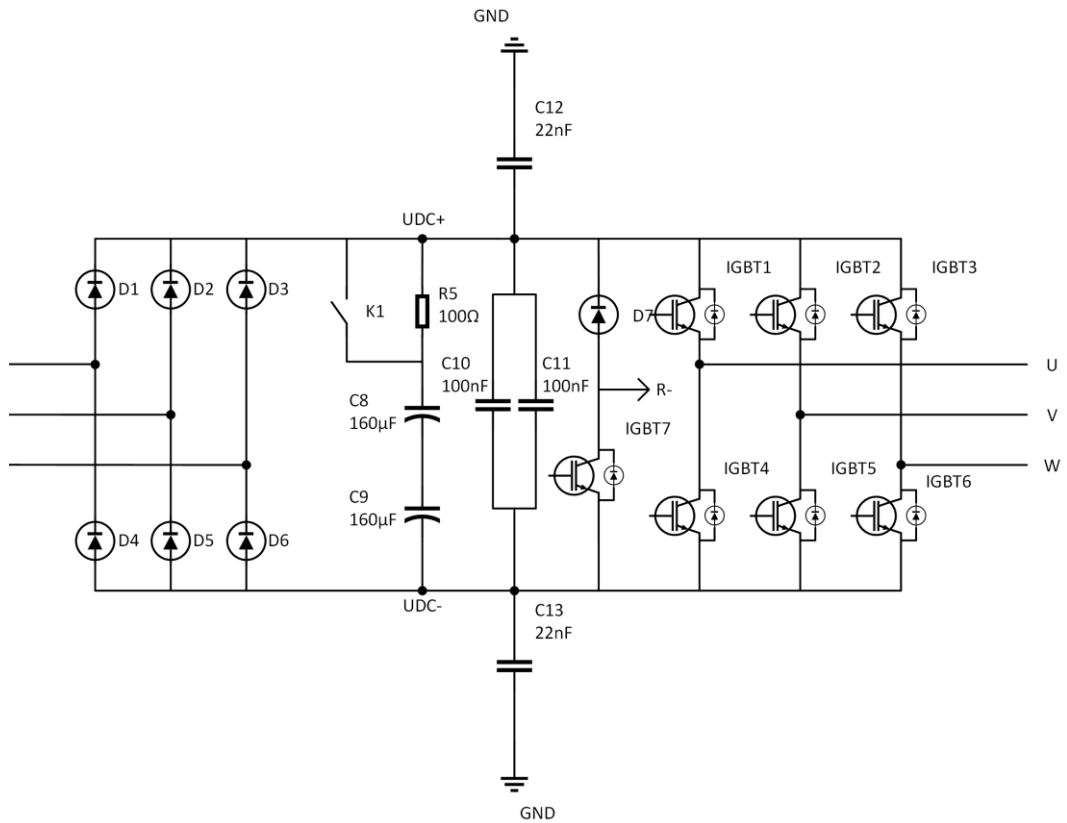 GND
C12
22nF
UDC+
IGBT1
IGBT2
IGBT3
D1
D2
D3
K1
R5
100Ω
D7
C10
100nF
C11
100nF
U
R-
C8
160µF
V
IGBT7
W
IGBT4
IGBT5
IGBT6
C9
160µF
D4
D5
D6
UDC-
C13
22nF
GND